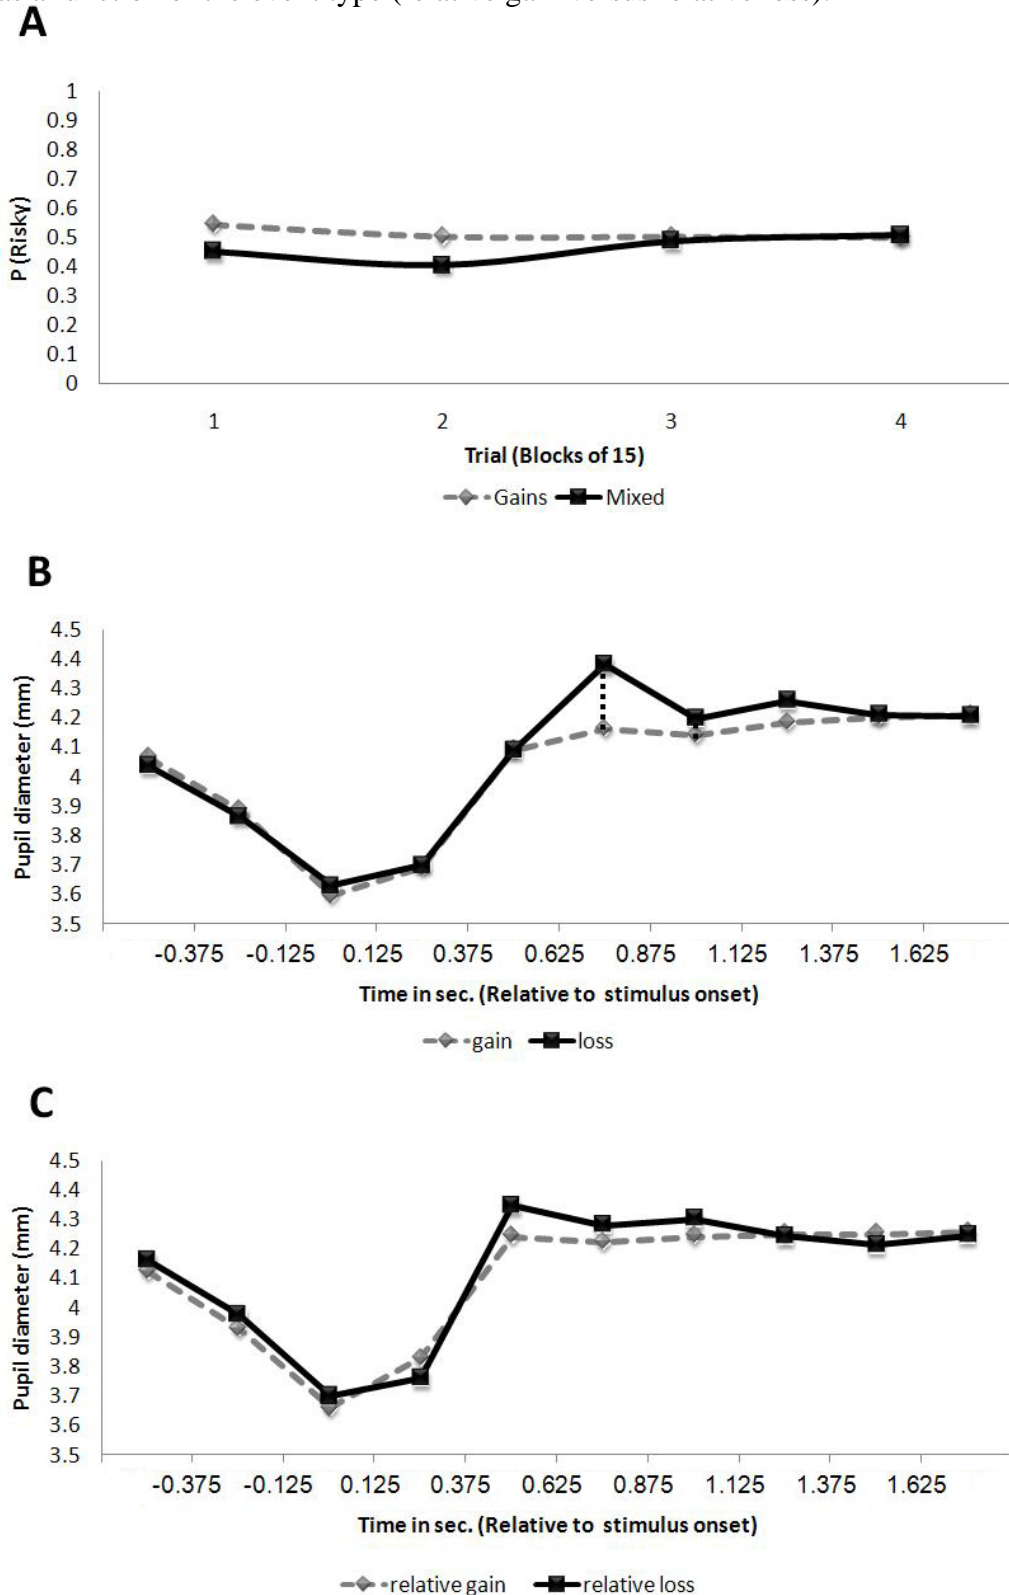 A
1
0.9
0.8
0.7
0.6
0.5
0.4
0.3
0.2
0.1
0
P (Risky)
1 2 3 4
Trial (Blocks of 15)
Gains Mixed
B
4.5
4.4
4.3
4.2
4.1
4
3.9
3.8
3.7
3.6
3.5
Pupil diameter (mm)
-0.375 -0.125 0.125 0.375 0.625 0.875 1.125 1.375 1.625
Time in sec. (Relative to stimulus onset)
gain loss
C
4.5
4.4
4.3
4.2
4.1
4
3.9
3.8
3.7
3.6
3.5
Pupil diameter (mm)
-0.375 -0.125 0.125 0.375 0.625 0.875 1.125 1.375 1.625
Time in sec. (Relative to stimulus onset)
relative gain relative loss